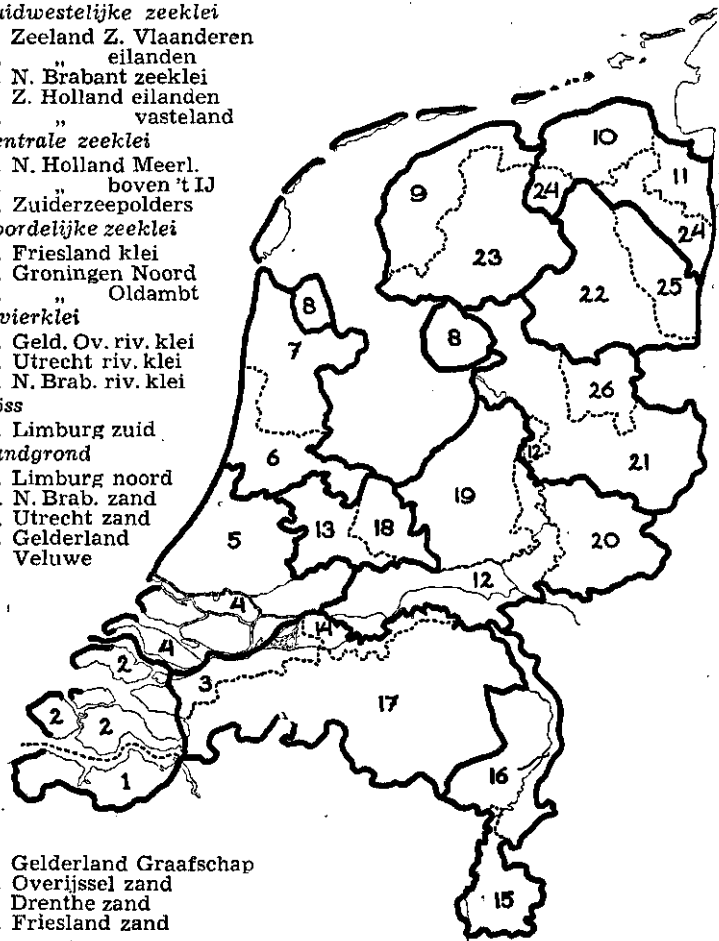 uidwestelijke zeeklei
Zeeland Z. Vlaanderen
„ eilanden
N. Brabant zeeklei
Z. Holland eilanden
„ vasteland
entrale zeeklei
N. Holland Meerl.
„ boven 't IJ
Zuiderzeepolders
oordelijke zeeklei
Friesland klei
Groningen Noord
„ Oldambt
vierklei
Geld. Ov. riv. klei
Utrecht riv. klei
N. Brab. riv. klei
öss
Limburg zuid
andgrond
Limburg noord
N. Brab. zand
Utrecht zand
Gelderland
Veluwe
Gelderland Graafschap
Overijssel zand
Drenthe zand
Friesland zand
10
11
9
24
24
23
22
25
8
8
7
26
12
6
21
19
13
18
5
20
12
4
14
4
2
3
17
2
2
16
1
15